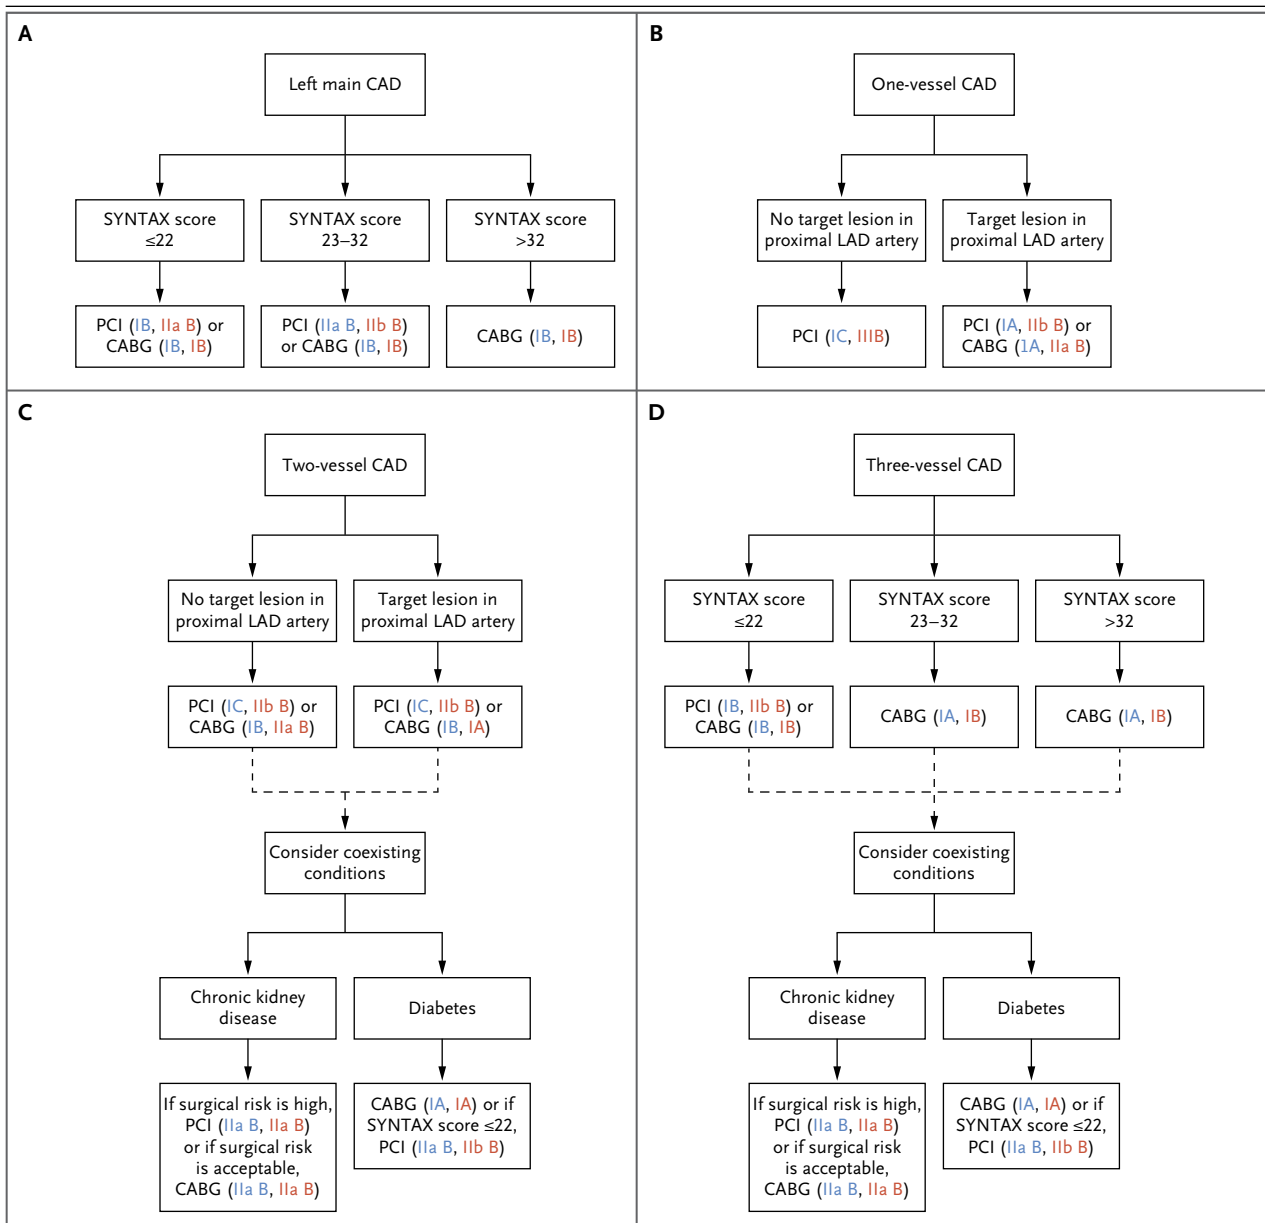 A
Left main CAD
SYNTAX score
≤22
SYNTAX score
23–32
SYNTAX score
>32
PCI (IB, IIa B) or
CABG (IB, IB)
PCI (IIa B, IIb B)
or CABG (IB, IB)
CABG (IB, IB)
B
One-vessel CAD
No target lesion in
proximal LAD artery
Target lesion in
proximal LAD artery
PCI (IC, IIIB)
PCI (IA, IIb B) or
CABG (1A, IIa B)
C
Two-vessel CAD
No target lesion in
proximal LAD artery
Target lesion in
proximal LAD artery
PCI (IC, IIb B) or
CABG (IB, IIa B)
PCI (IC, IIb B) or
CABG (IB, IA)
Consider coexisting
conditions
Chronic kidney
disease
Diabetes
If surgical risk is high,
PCI (IIa B, IIa B)
or if surgical risk
is acceptable,
CABG (IIa B, IIa B)
CABG (IA, IA) or if
SYNTAX score ≤22,
PCI (IIa B, IIb B)
D
Three-vessel CAD
SYNTAX score
≤22
SYNTAX score
23–32
SYNTAX score
>32
PCI (IB, IIb B) or
CABG (IB, IB)
CABG (IA, IB)
CABG (IA, IB)
Consider coexisting
conditions
Chronic kidney
disease
Diabetes
If surgical risk is high,
PCI (IIa B, IIa B)
or if surgical risk
is acceptable,
CABG (IIa B, IIa B)
CABG (IA, IA) or if
SYNTAX score ≤22,
PCI (IIa B, IIb B)